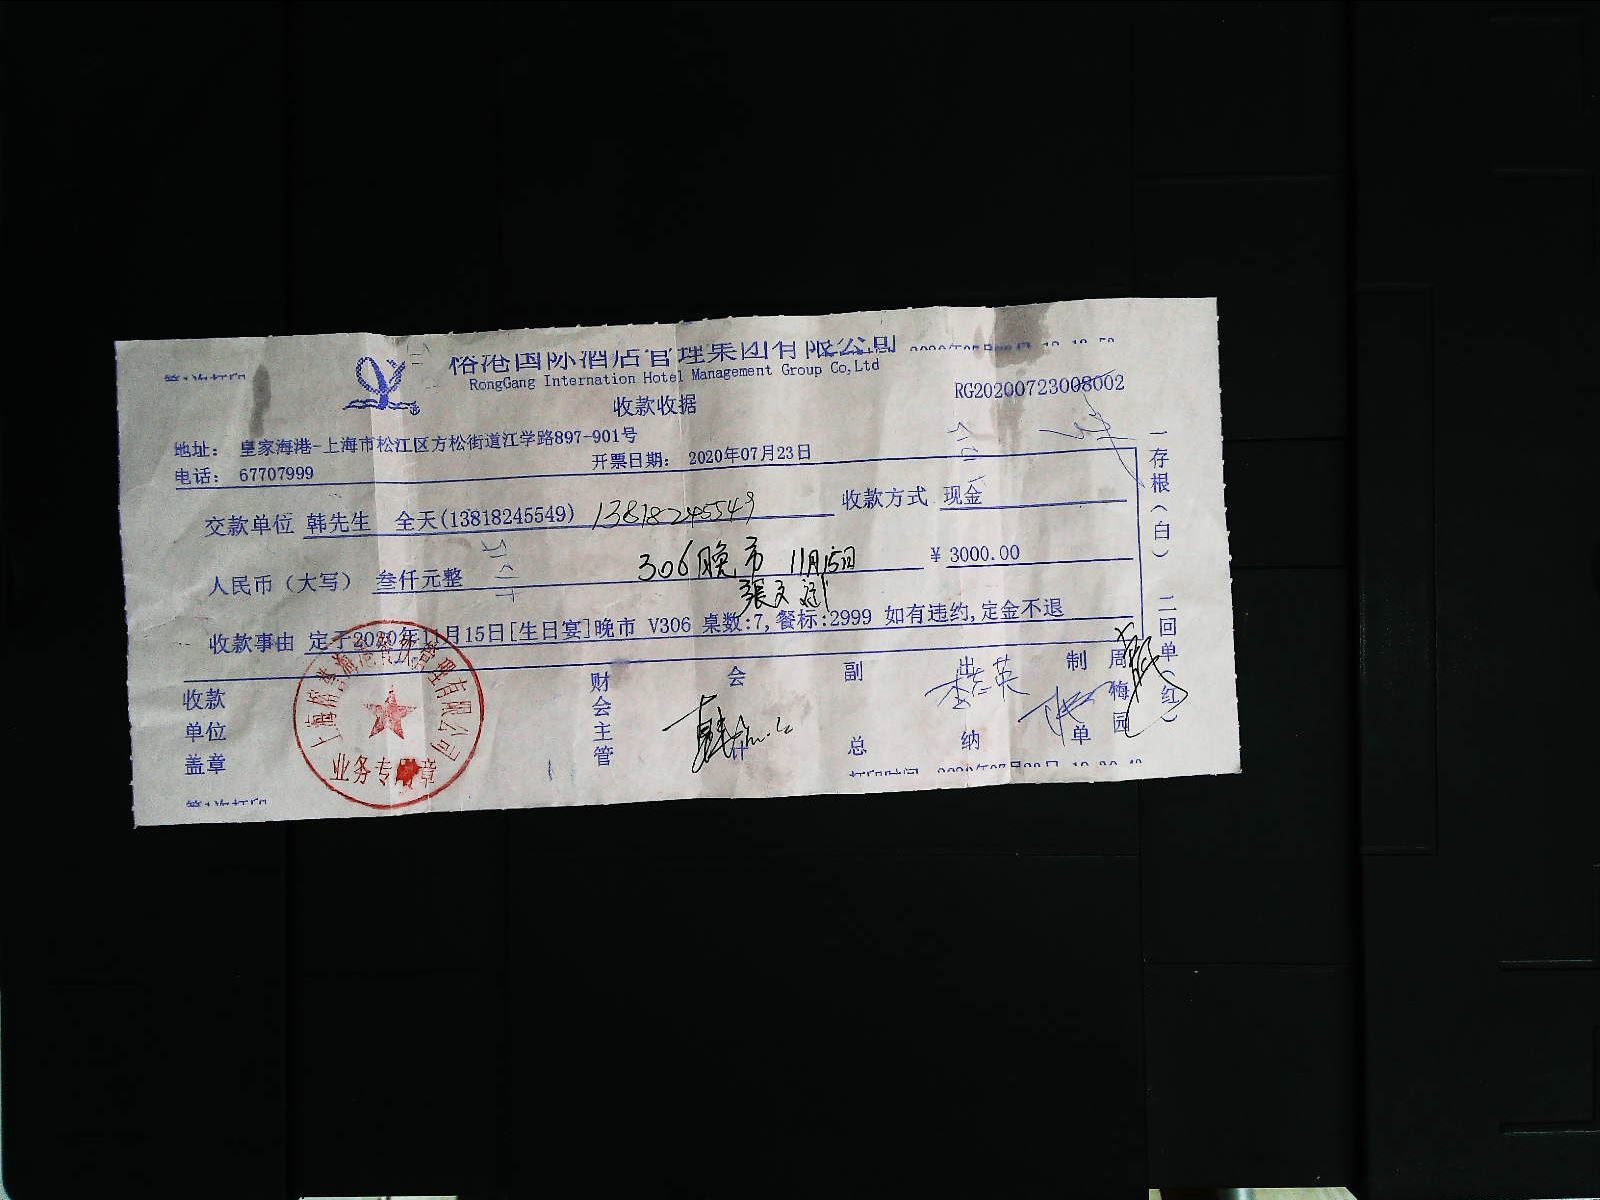 裕港国际酒店管理集团有限公司
RongGang International Hotel Management Group Co,Ltd
收款收据
RG20200723008002
地址： 皇家海港-上海市松江区方松街道江学路897-901号
电话： 67707999
开票日期： 2020年07月23日
交款单位 韩先生 全天(13818245549) 13818245549 收款方式 现金
306晚市 11月15日
人民币（大写） 叁仟元整 ￥3000.00
收款事由 定于2020年11月15日[生日宴]晚市 V306 桌数:7,餐标:2999 如有违约,定金不退
收款单位盖章
财会主管
会计
副总
出纳
制单
周梅园
一存根（白） 二回单（红）
业务专用章
第1次打印